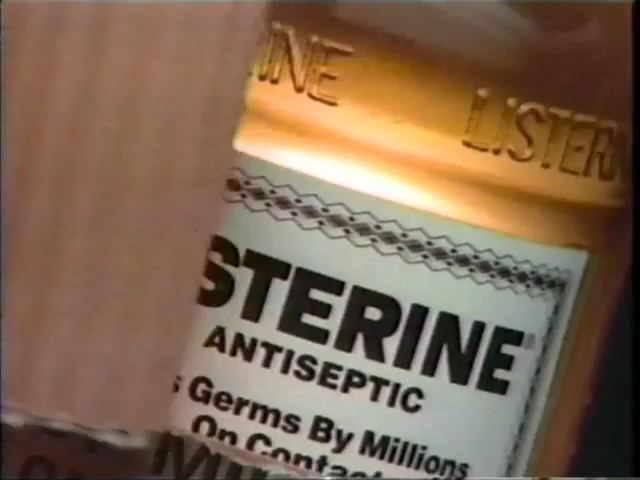 INE LISTER
STERINE®
ANTISEPTIC
s Germs By Millions
On Contact